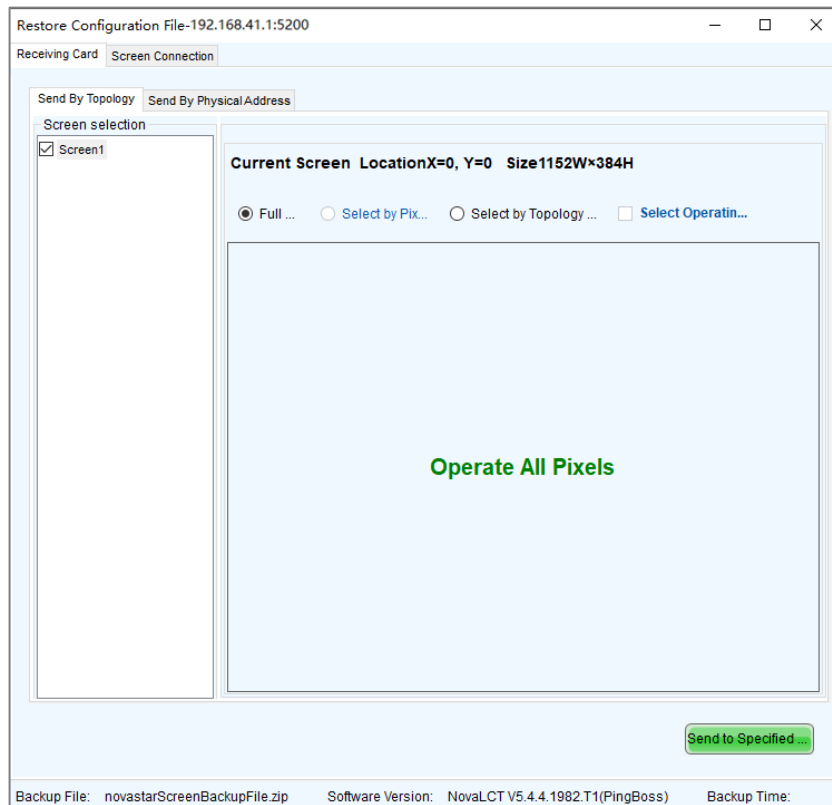 Restore Configuration File-192.168.41.1:5200
Receiving Card Screen Connection
Send By Topology Send By Physical Address
Screen selection
Screen1
Current Screen LocationX=0, Y=0 Size1152W×384H
Full ... Select by Pix... Select by Topology ... Select Operatin...
Operate All Pixels
Send to Specified ...
Backup File: novastarScreenBackupFile.zip Software Version: NovaLCT V5.4.4.1982.T1(PingBoss) Backup Time: